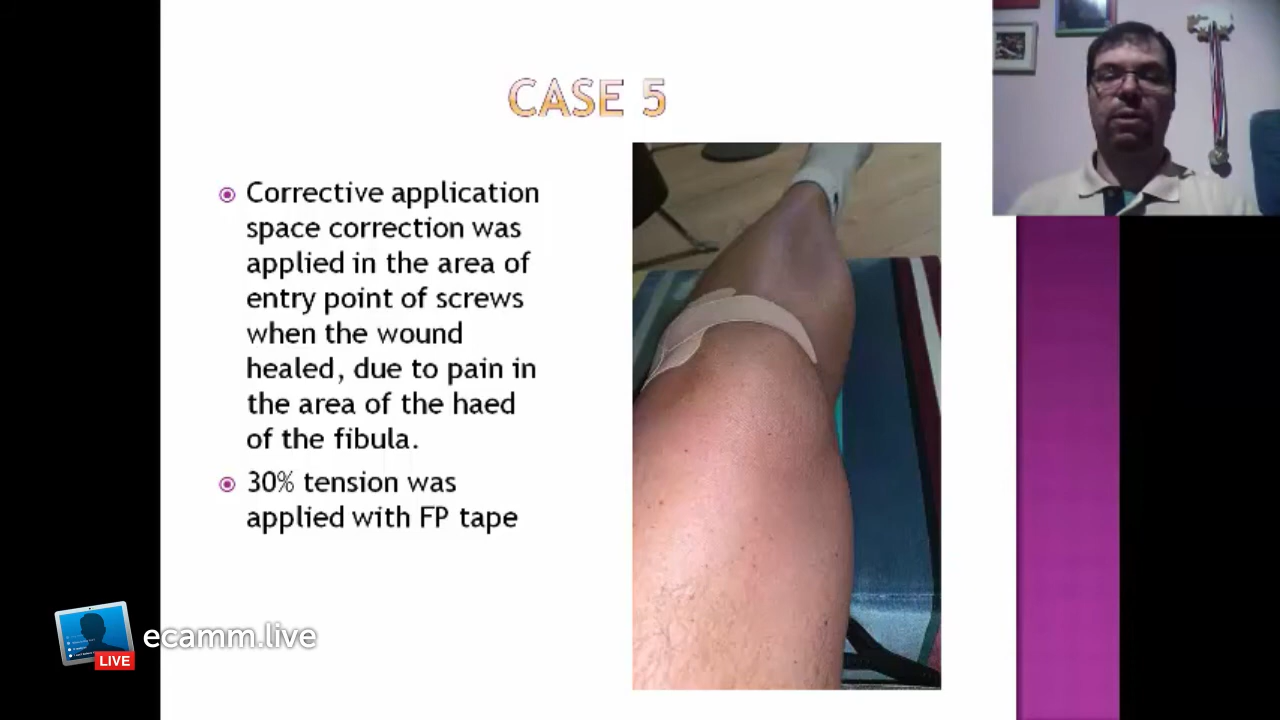 CASE 5
Corrective application
space correction was
applied in the area of
entry point of screws
when the wound
healed, due to pain in
the area of the haed
of the fibula.
30% tension was
applied with FP tape
ecamm.live
LIVE